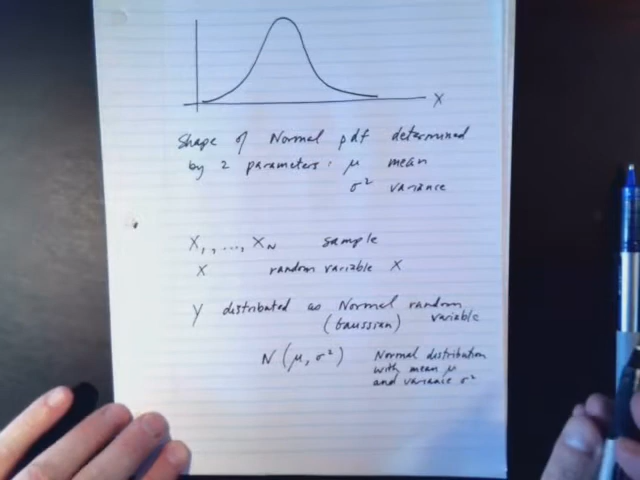 x
Shape of Normal pdf determined
by 2 parameters: μ mean
σ² variance
X₁, ..., X_N sample
X random variable X
Y distributed as Normal random
(Gaussian) variable
N(μ, σ²) Normal distribution
with mean μ
and variance σ²